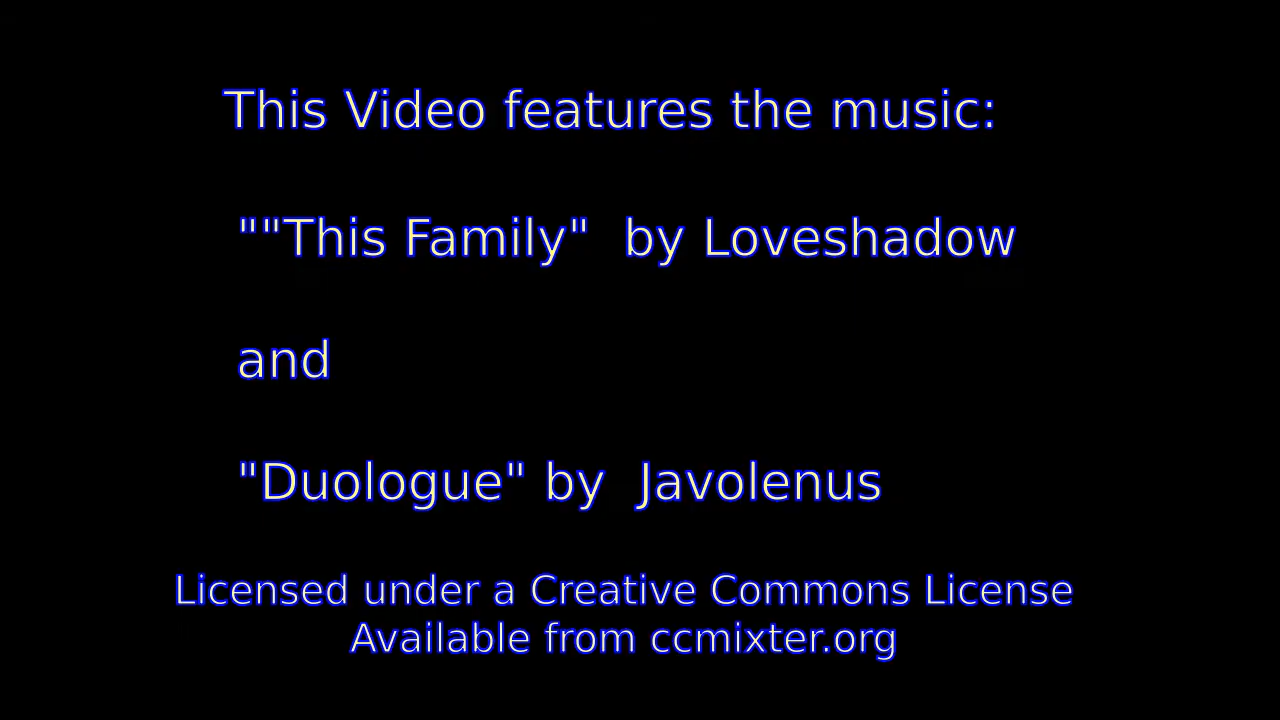 This Video features the music:
""This Family"  by Loveshadow
and
"Duologue" by  Javolenus
Licensed under a Creative Commons License
Available from ccmixter.org